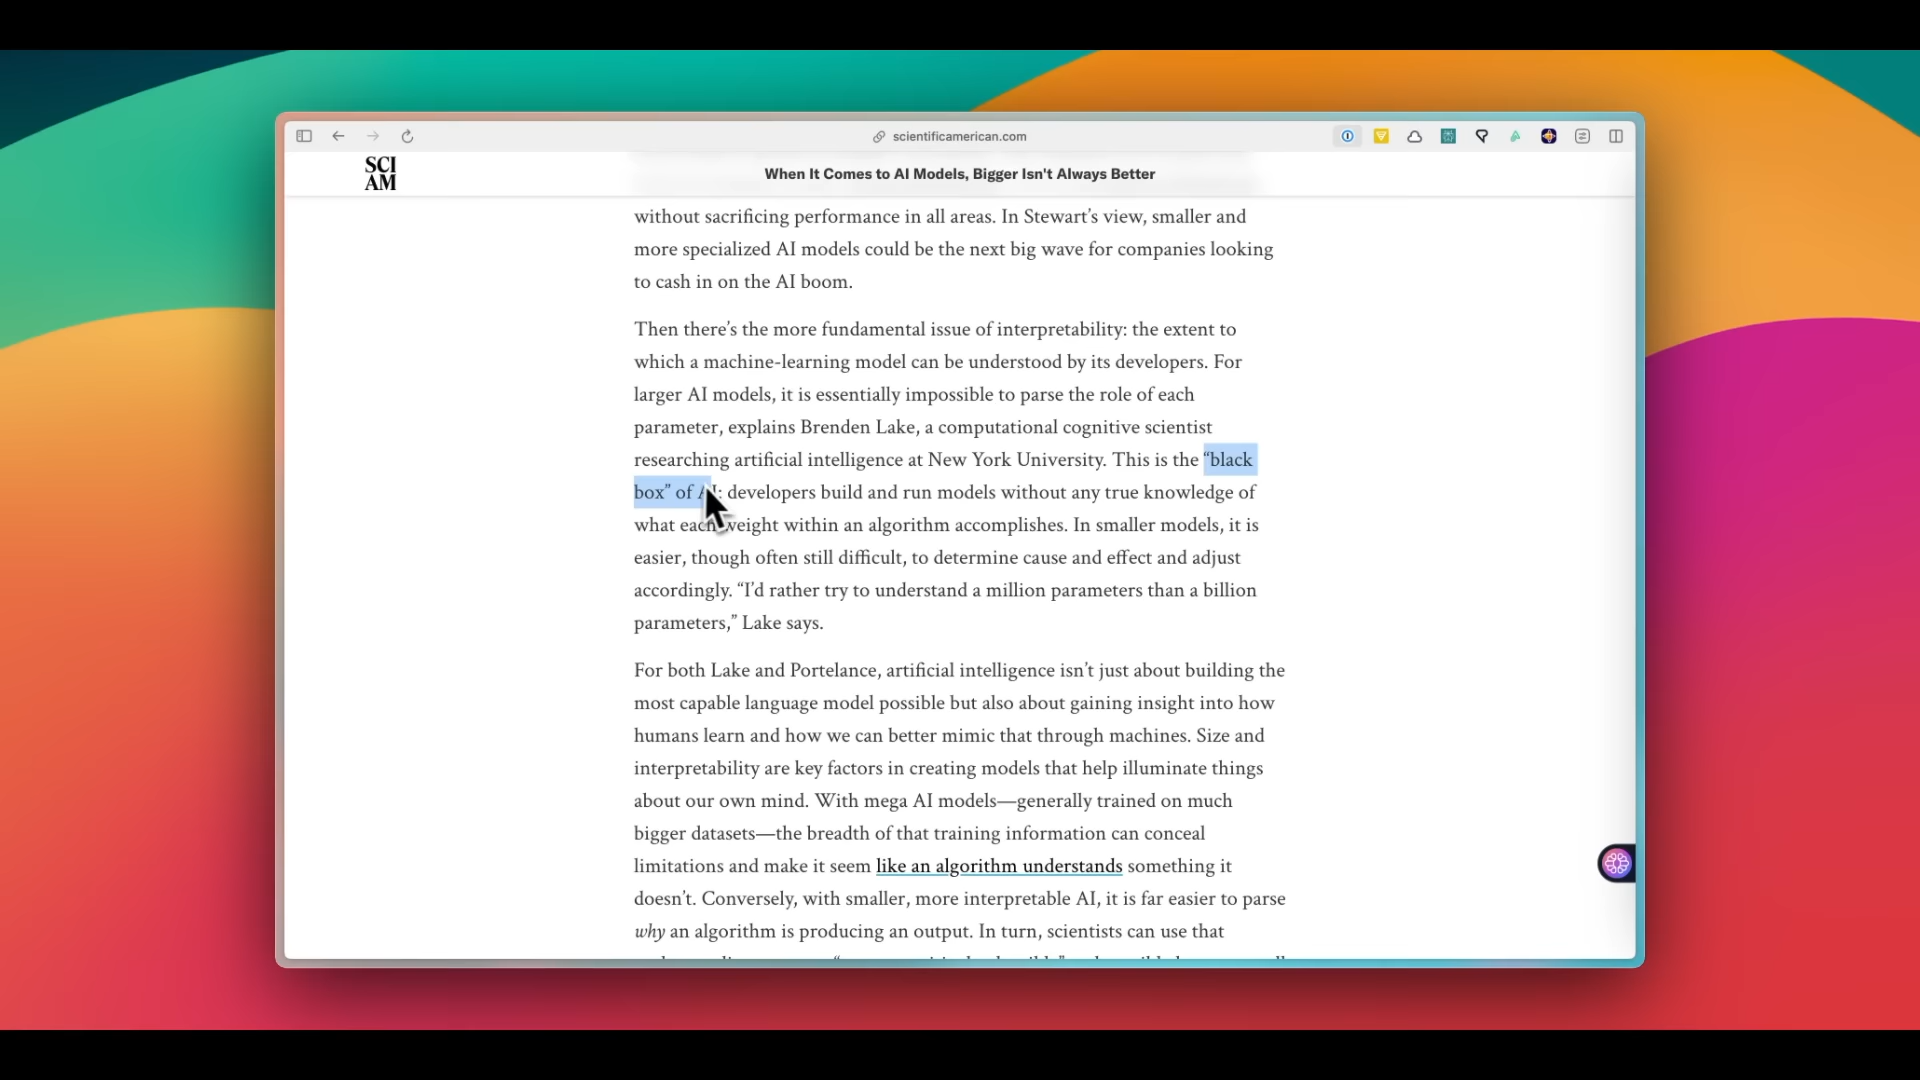 scientificamerican.com
SCI
AM
When It Comes to AI Models, Bigger Isn't Always Better
without sacrificing performance in all areas. In Stewart’s view, smaller and
more specialized AI models could be the next big wave for companies looking
to cash in on the AI boom.
Then there’s the more fundamental issue of interpretability: the extent to
which a machine-learning model can be understood by its developers. For
larger AI models, it is essentially impossible to parse the role of each
parameter, explains Brenden Lake, a computational cognitive scientist
researching artificial intelligence at New York University. This is the “black
box” of AI: developers build and run models without any true knowledge of
what each weight within an algorithm accomplishes. In smaller models, it is
easier, though often still difficult, to determine cause and effect and adjust
accordingly. “I’d rather try to understand a million parameters than a billion
parameters,” Lake says.
For both Lake and Portelance, artificial intelligence isn’t just about building the
most capable language model possible but also about gaining insight into how
humans learn and how we can better mimic that through machines. Size and
interpretability are key factors in creating models that help illuminate things
about our own mind. With mega AI models—generally trained on much
bigger datasets—the breadth of that training information can conceal
limitations and make it seem like an algorithm understands something it
doesn’t. Conversely, with smaller, more interpretable AI, it is far easier to parse
why an algorithm is producing an output. In turn, scientists can use that